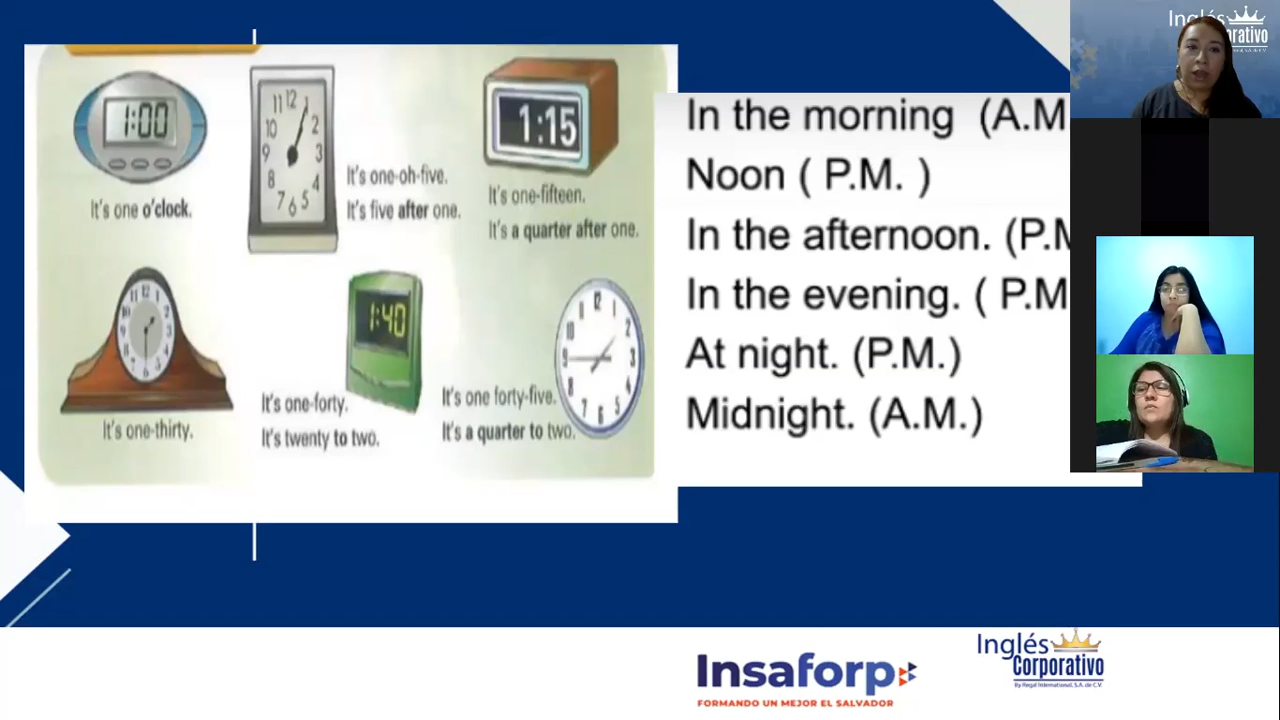 1:00
It's one o'clock.
It's one-oh-five.
It's five after one.
1:15
It's one-fifteen.
It's a quarter after one.
It's one-thirty.
1:40
It's one-forty.
It's twenty to two.
It's one forty-five.
It's a quarter to two.
In the morning (A.M
Noon ( P.M. )
In the afternoon. (P.M
In the evening. ( P.M
At night. (P.M.)
Midnight. (A.M.)
Insaforp
FORMANDO UN MEJOR EL SALVADOR
Inglés
Corporativo
By Regal International, S.A. de C.V.